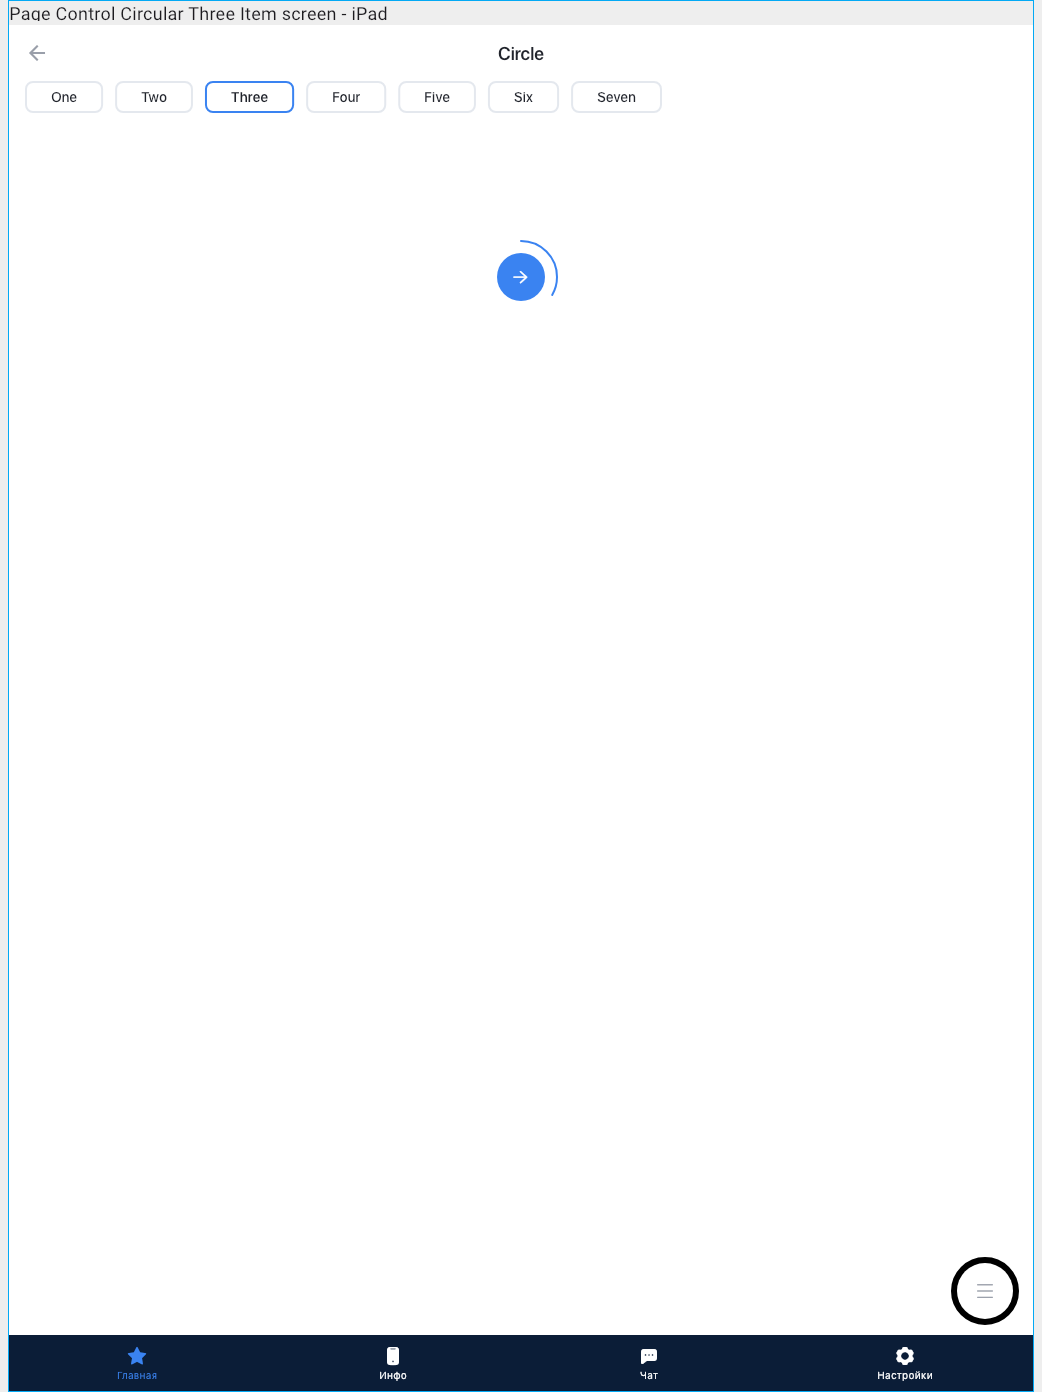 Page Control Circular Three Item screen - iPad
Circle
One Two Three Four Five Six Seven
Главная Инфо Чат Настройки